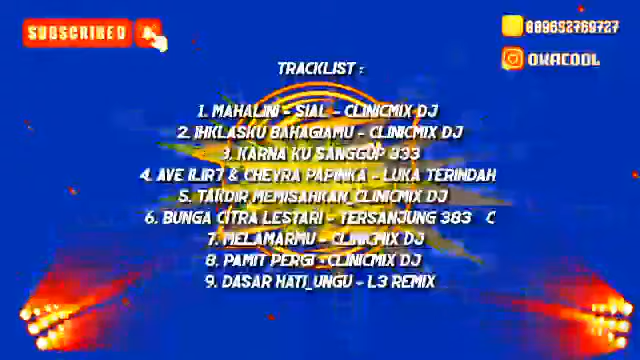 SUBSCRIBED
089652769727
OKACOOL
TRACKLIST :
1. MAHALINI - SIAL - CLINICMIX DJ
2. IHKLASKU BAHAGIAMU - CLINICMIX DJ
3. KARNA KU SANGGUP 333
4. AVE ILIR7 & CHEVRA PAPINKA - LUKA TERINDAH
5. TAKDIR MEMISAHKAN_CLINICMIX DJ
6. BUNGA CITRA LESTARI - TERSANJUNG 383 C
7. MELAMARMU - CLINICMIX DJ
8. PAMIT PERGI - CLINICMIX DJ
9. DASAR HATI_UNGU - L3 REMIX